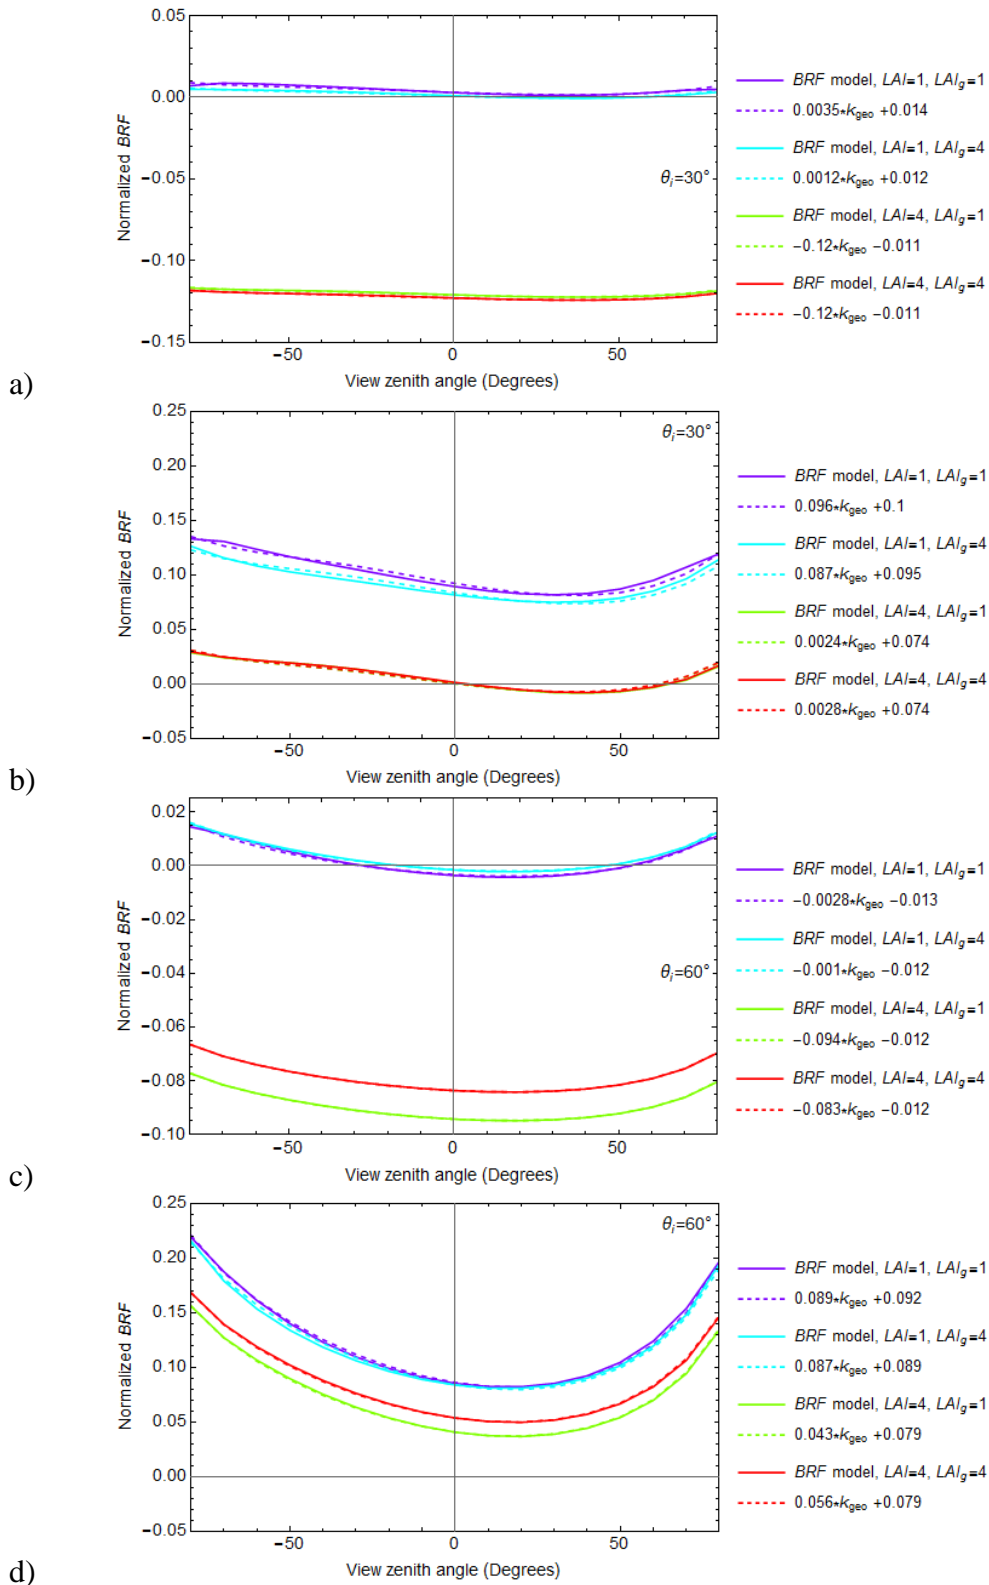 0.05
0.00
−0.05
−0.10
−0.15
Normalized BRF
θi=30°
−50
0
50
View zenith angle (Degrees)
BRF model, LAI=1, LAIg=1
0.0035*kgeo +0.014
BRF model, LAI=1, LAIg=4
0.0012*kgeo +0.012
BRF model, LAI=4, LAIg=1
−0.12*kgeo −0.011
BRF model, LAI=4, LAIg=4
−0.12*kgeo −0.011
a)
0.25
0.20
0.15
0.10
0.05
0.00
−0.05
Normalized BRF
θi=30°
−50
0
50
View zenith angle (Degrees)
BRF model, LAI=1, LAIg=1
0.096*kgeo +0.1
BRF model, LAI=1, LAIg=4
0.087*kgeo +0.095
BRF model, LAI=4, LAIg=1
0.0024*kgeo +0.074
BRF model, LAI=4, LAIg=4
0.0028*kgeo +0.074
b)
0.02
0.00
−0.02
−0.04
−0.06
−0.08
−0.10
Normalized BRF
θi=60°
−50
0
50
View zenith angle (Degrees)
BRF model, LAI=1, LAIg=1
−0.0028*kgeo −0.013
BRF model, LAI=1, LAIg=4
−0.001*kgeo −0.012
BRF model, LAI=4, LAIg=1
−0.094*kgeo −0.012
BRF model, LAI=4, LAIg=4
−0.083*kgeo −0.012
c)
0.25
0.20
0.15
0.10
0.05
0.00
−0.05
Normalized BRF
θi=60°
−50
0
50
View zenith angle (Degrees)
BRF model, LAI=1, LAIg=1
0.089*kgeo +0.092
BRF model, LAI=1, LAIg=4
0.087*kgeo +0.089
BRF model, LAI=4, LAIg=1
0.043*kgeo +0.079
BRF model, LAI=4, LAIg=4
0.056*kgeo +0.079
d)